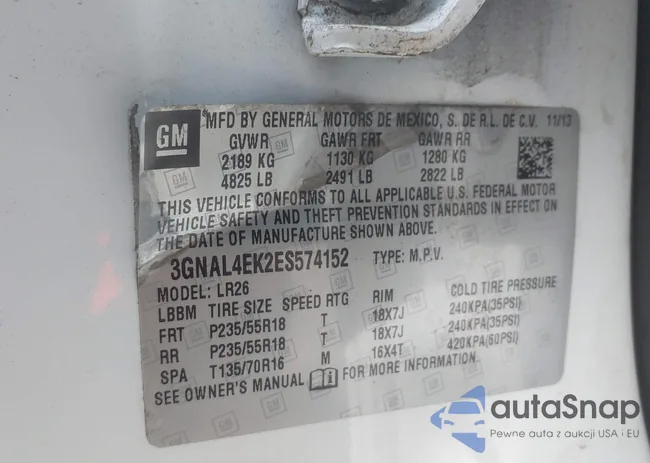 GM MFD BY GENERAL MOTORS DE MEXICO, S. DE R.L. DE C.V. 11/13
GVWR GAWR FRT GAWR RR
2189 KG 1130 KG 1280 KG
4825 LB 2491 LB 2822 LB
THIS VEHICLE CONFORMS TO ALL APPLICABLE U.S. FEDERAL MOTOR
VEHICLE SAFETY AND THEFT PREVENTION STANDARDS IN EFFECT ON
THE DATE OF MANUFACTURE SHOWN ABOVE.
3GNAL4EK2ES574152 TYPE: M.P.V.
MODEL: LR26
LBBM TIRE SIZE SPEED RTG RIM COLD TIRE PRESSURE
FRT P235/55R18 T 18X7J 240KPA(35PSI)
RR P235/55R18 T 18X7J 240KPA(35PSI)
SPA T135/70R16 M 16X4T 420KPA(60PSI)
SEE OWNER'S MANUAL FOR MORE INFORMATION.
autaSnap
Pewne auta z aukcji USA i EU